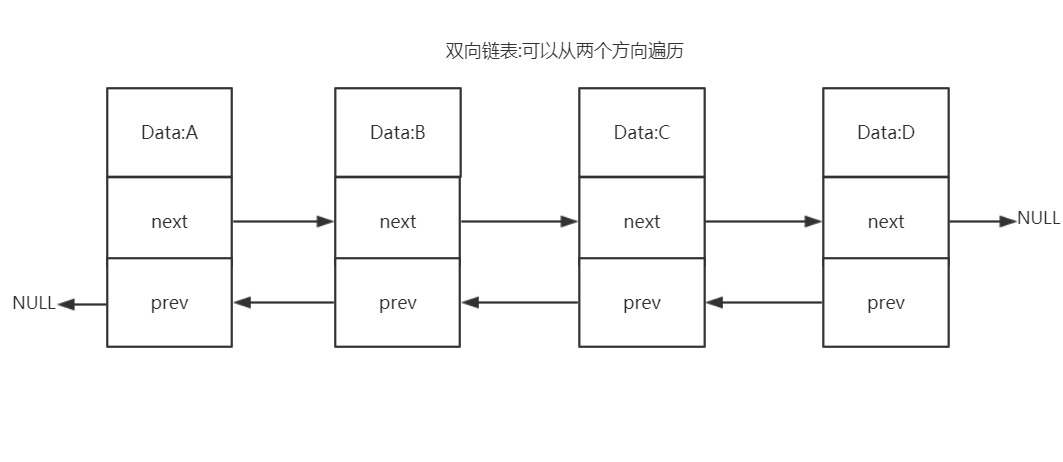 双向链表:可以从两个方向遍历
Data:A Data:B Data:C Data:D
next next next next NULL
NULL prev prev prev prev